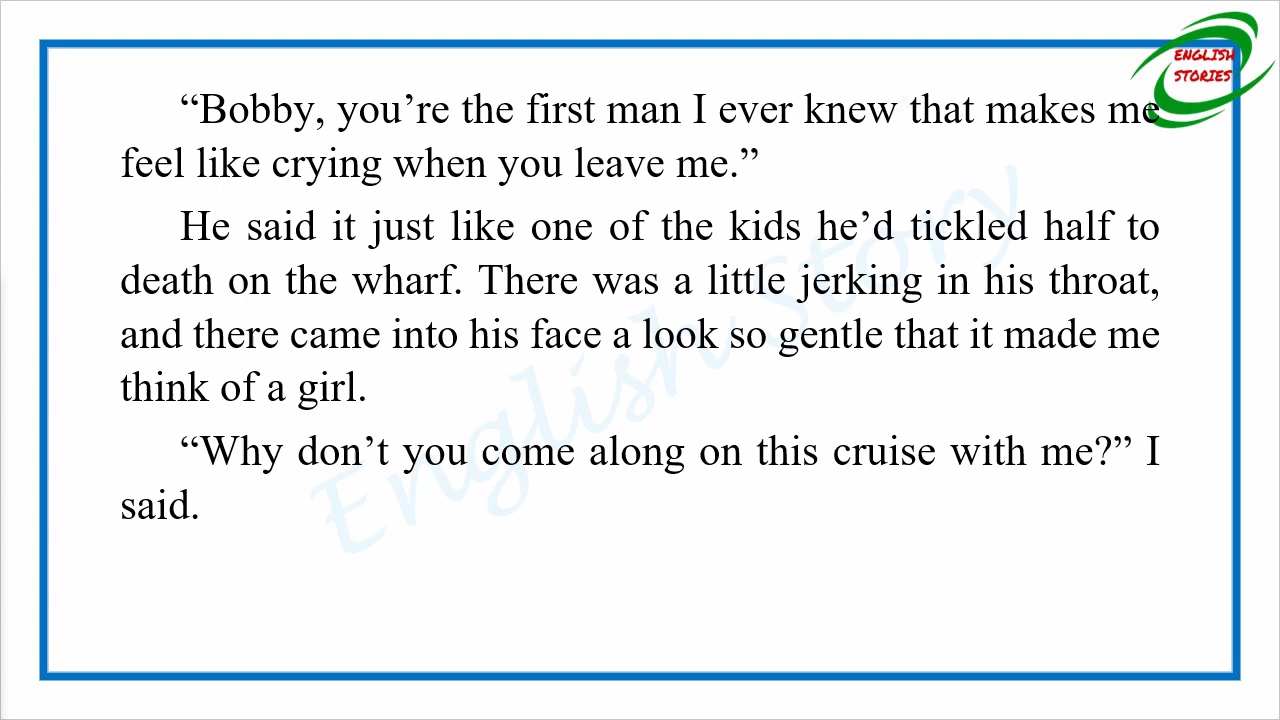 ENGLISH
STORIES
“Bobby, you’re the first man I ever knew that makes me
feel like crying when you leave me.”
He said it just like one of the kids he’d tickled half to
death on the wharf. There was a little jerking in his throat,
and there came into his face a look so gentle that it made me
think of a girl.
“Why don’t you come along on this cruise with me?” I
said.
English Story